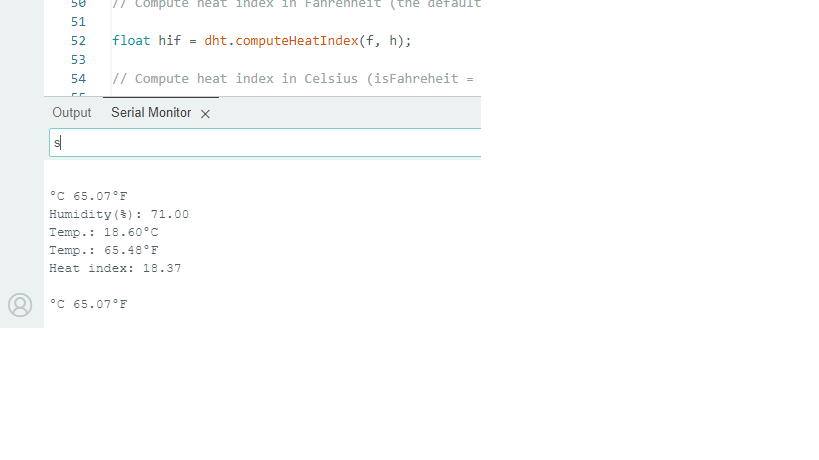 50 // Compute heat index in Fahrenheit (the default
51
52 float hif = dht.computeHeatIndex(f, h);
53
54 // Compute heat index in Celsius (isFahreheit =
55
Output Serial Monitor ×
s
°C 65.07°F
Humidity(%): 71.00
Temp.: 18.60°C
Temp.: 65.48°F
Heat index: 18.37
°C 65.07°F